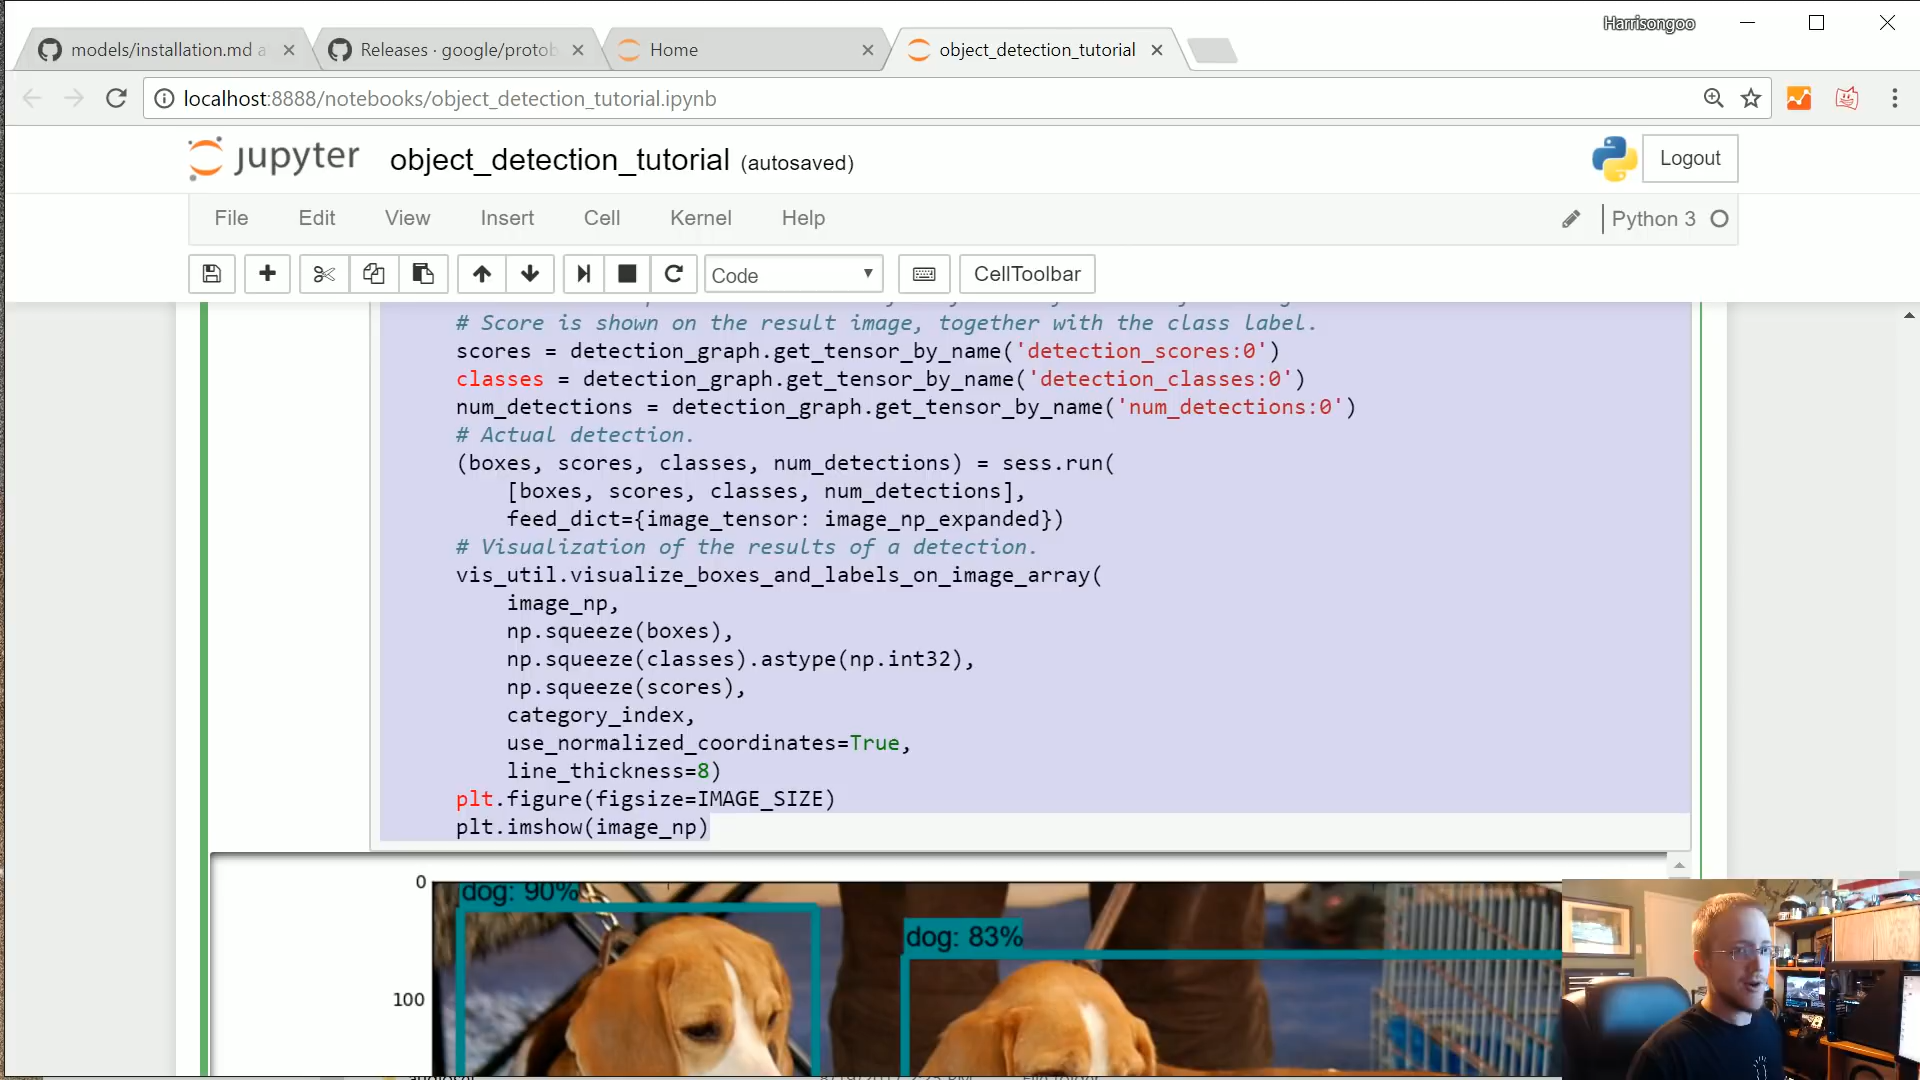 Harrisongoo
models/installation.md a
Releases · google/protob
Home
object_detection_tutorial
localhost:8888/notebooks/object_detection_tutorial.ipynb
jupyter object_detection_tutorial (autosaved)
Logout
File Edit View Insert Cell Kernel Help
Python 3
Code
CellToolbar
# Score is shown on the result image, together with the class label.
scores = detection_graph.get_tensor_by_name('detection_scores:0')
classes = detection_graph.get_tensor_by_name('detection_classes:0')
num_detections = detection_graph.get_tensor_by_name('num_detections:0')
# Actual detection.
(boxes, scores, classes, num_detections) = sess.run(
[boxes, scores, classes, num_detections],
feed_dict={image_tensor: image_np_expanded})
# Visualization of the results of a detection.
vis_util.visualize_boxes_and_labels_on_image_array(
image_np,
np.squeeze(boxes),
np.squeeze(classes).astype(np.int32),
np.squeeze(scores),
category_index,
use_normalized_coordinates=True,
line_thickness=8)
plt.figure(figsize=IMAGE_SIZE)
plt.imshow(image_np)
0
dog: 90%
dog: 83%
100